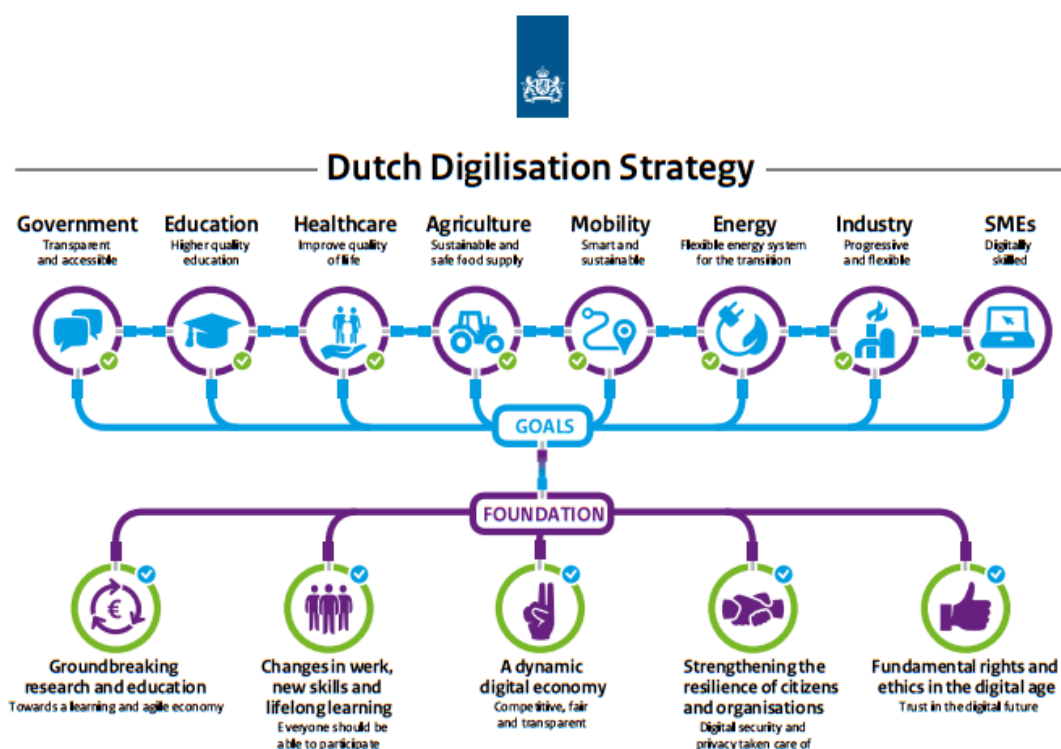 Dutch Digilisation Strategy
Government
Transparent
and accessible
Education
Higher quality
education
Healthcare
Improve quality
of life
Agriculture
Sustainable and
safe food supply
Mobility
Smart and
sustainable
Energy
Flexible energy system
for the transition
Industry
Progressive
and flexible
SMEs
Digitally
skilled
GOALS
FOUNDATION
€
Groundbreaking
research and education
Towards a learning and agile economy
Changes in work,
new skills and
lifelong learning
Everyone should be
able to participate
A dynamic
digital economy
Competitive, fair
and transparent
Strengthening the
resilience of citizens
and organisations
Digital security and
privacy taken care of
Fundamental rights and
ethics in the digital age
Trust in the digital future